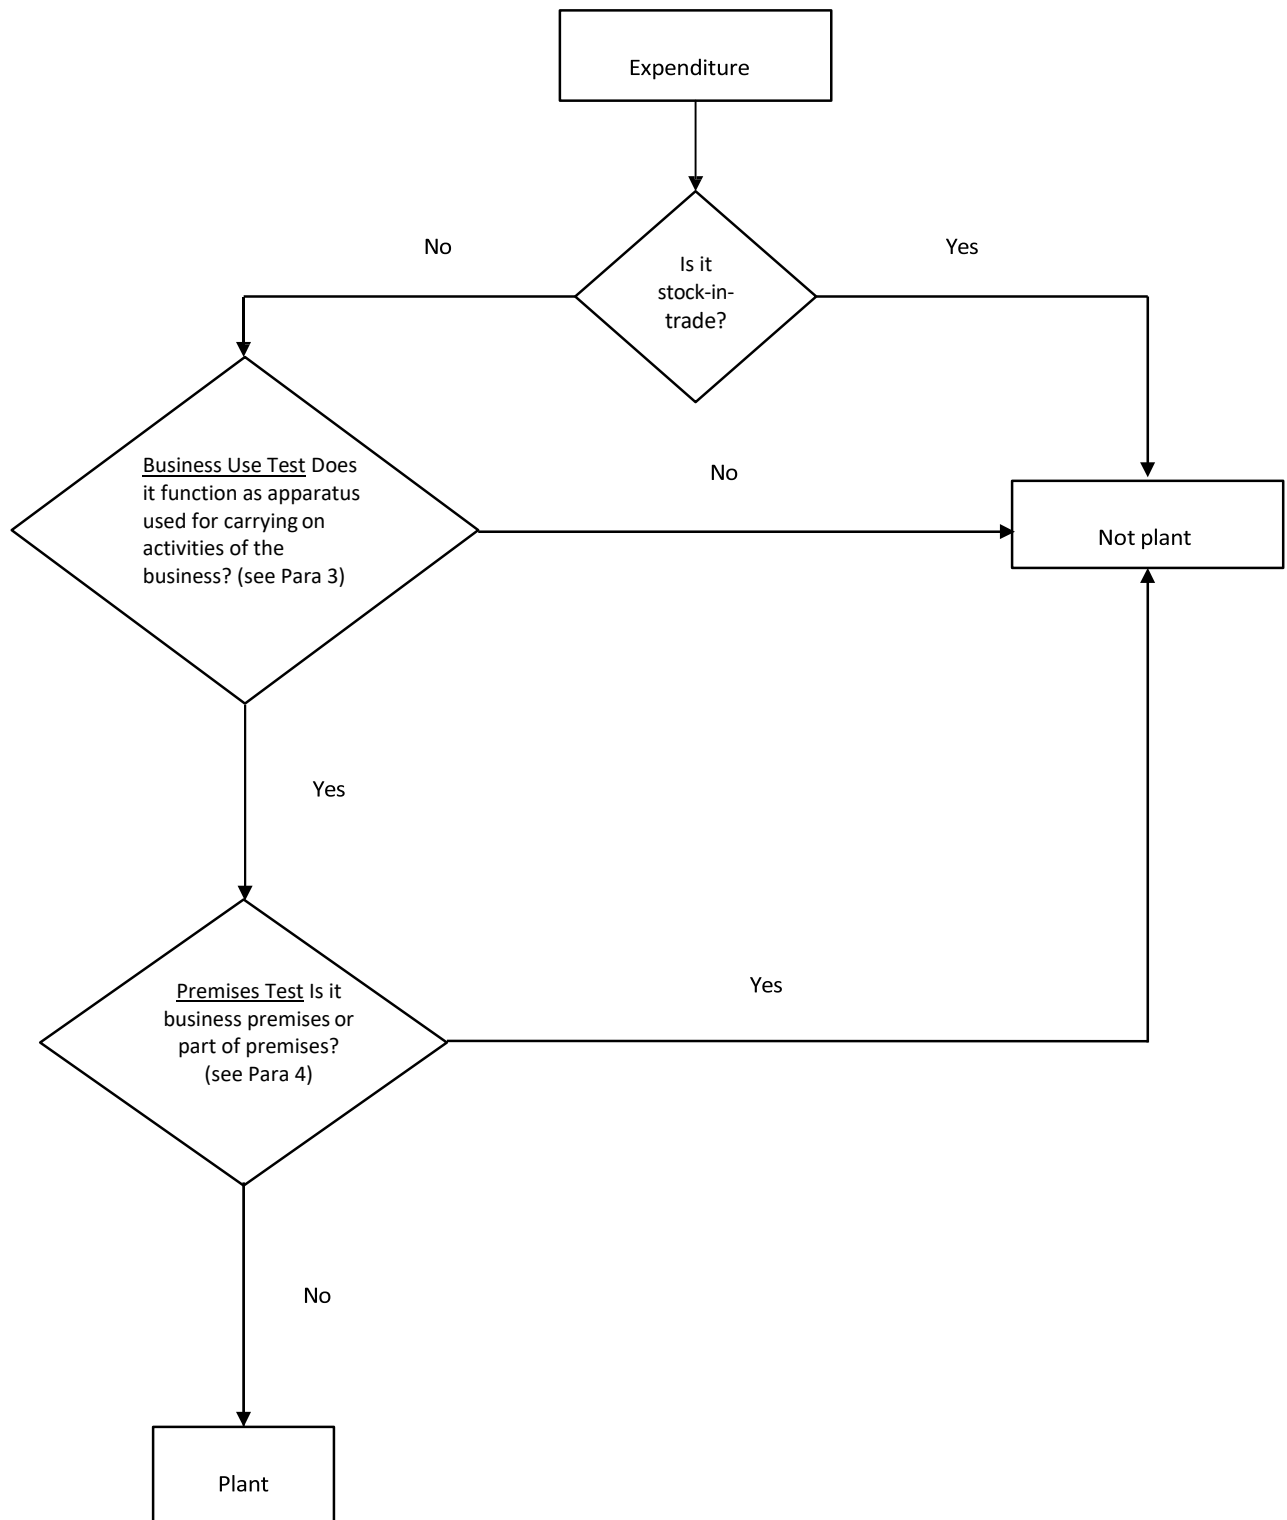 Expenditure
No
Yes
Is it
stock-in-
trade?
Business Use Test Does
it function as apparatus
used for carrying on
activities of the
business? (see Para 3)
No
Not plant
Yes
Premises Test Is it
business premises or
part of premises?
(see Para 4)
Yes
No
Plant